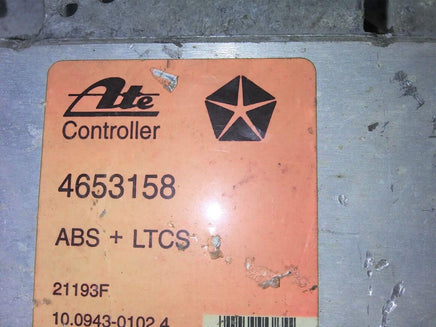 Ate
Controller
4653158
ABS + LTCS
21193F
10.0943-0102.4